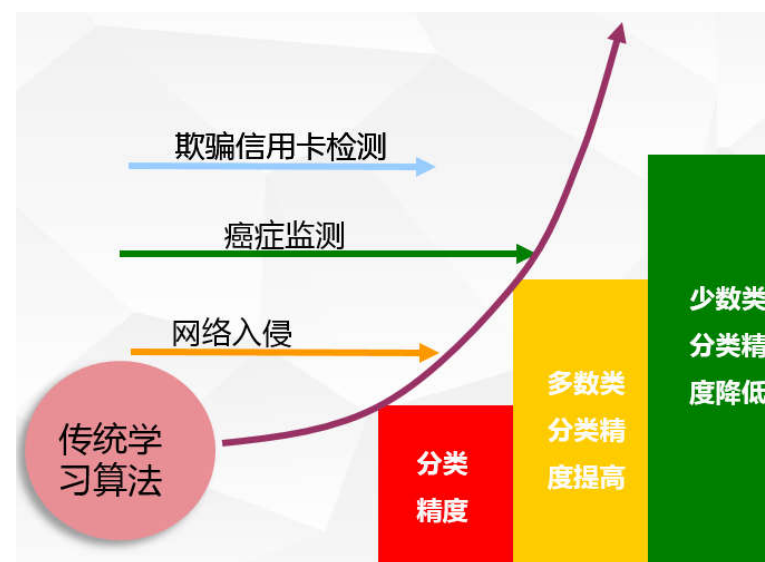 欺骗信用卡检测
癌症监测
网络入侵
传统学
习算法
分类
精度
多数类
分类精
度提高
少数类
分类精
度降低